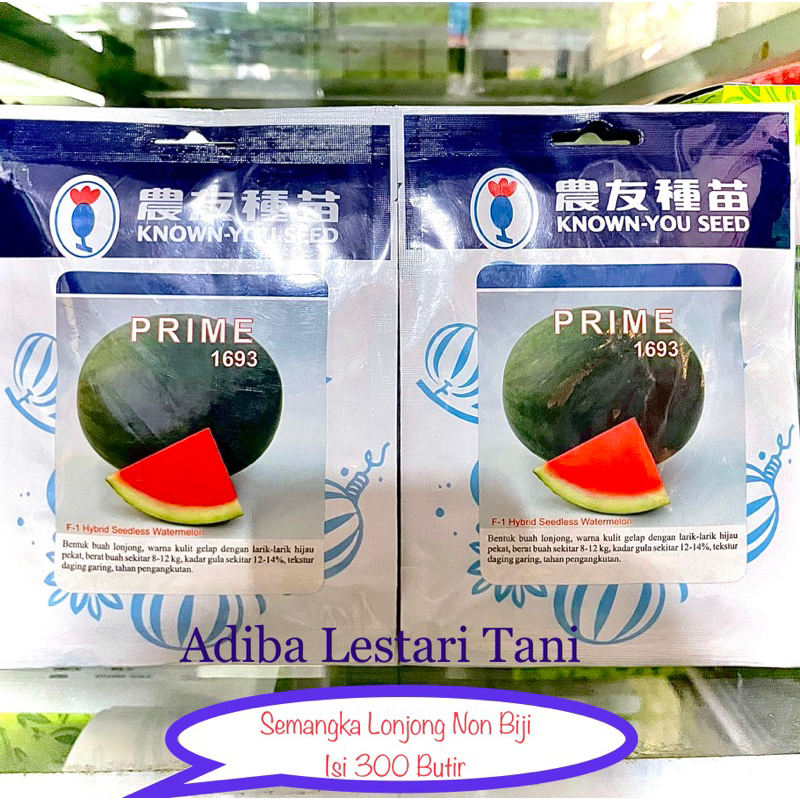 農友種苗
KNOWN-YOU SEED
PRIME
1693
F-1 Hybrid Seedless Watermelon
Bentuk buah lonjong, warna kulit gelap dengan larik-larik hijau
pekat, berat buah sekitar 8-12 kg, kadar gula sekitar 12-14%, tekstur
daging garing, tahan pengangkutan.
農友種苗
KNOWN-YOU SEED
PRIME
1693
F-1 Hybrid Seedless Watermelon
Bentuk buah lonjong, warna kulit gelap dengan larik-larik hijau
pekat, berat buah sekitar 8-12 kg, kadar gula sekitar 12-14%, tekstur
daging garing, tahan pengangkutan.
Adiba Lestari Tani
Semangka Lonjong Non Biji
Isi 300 Butir